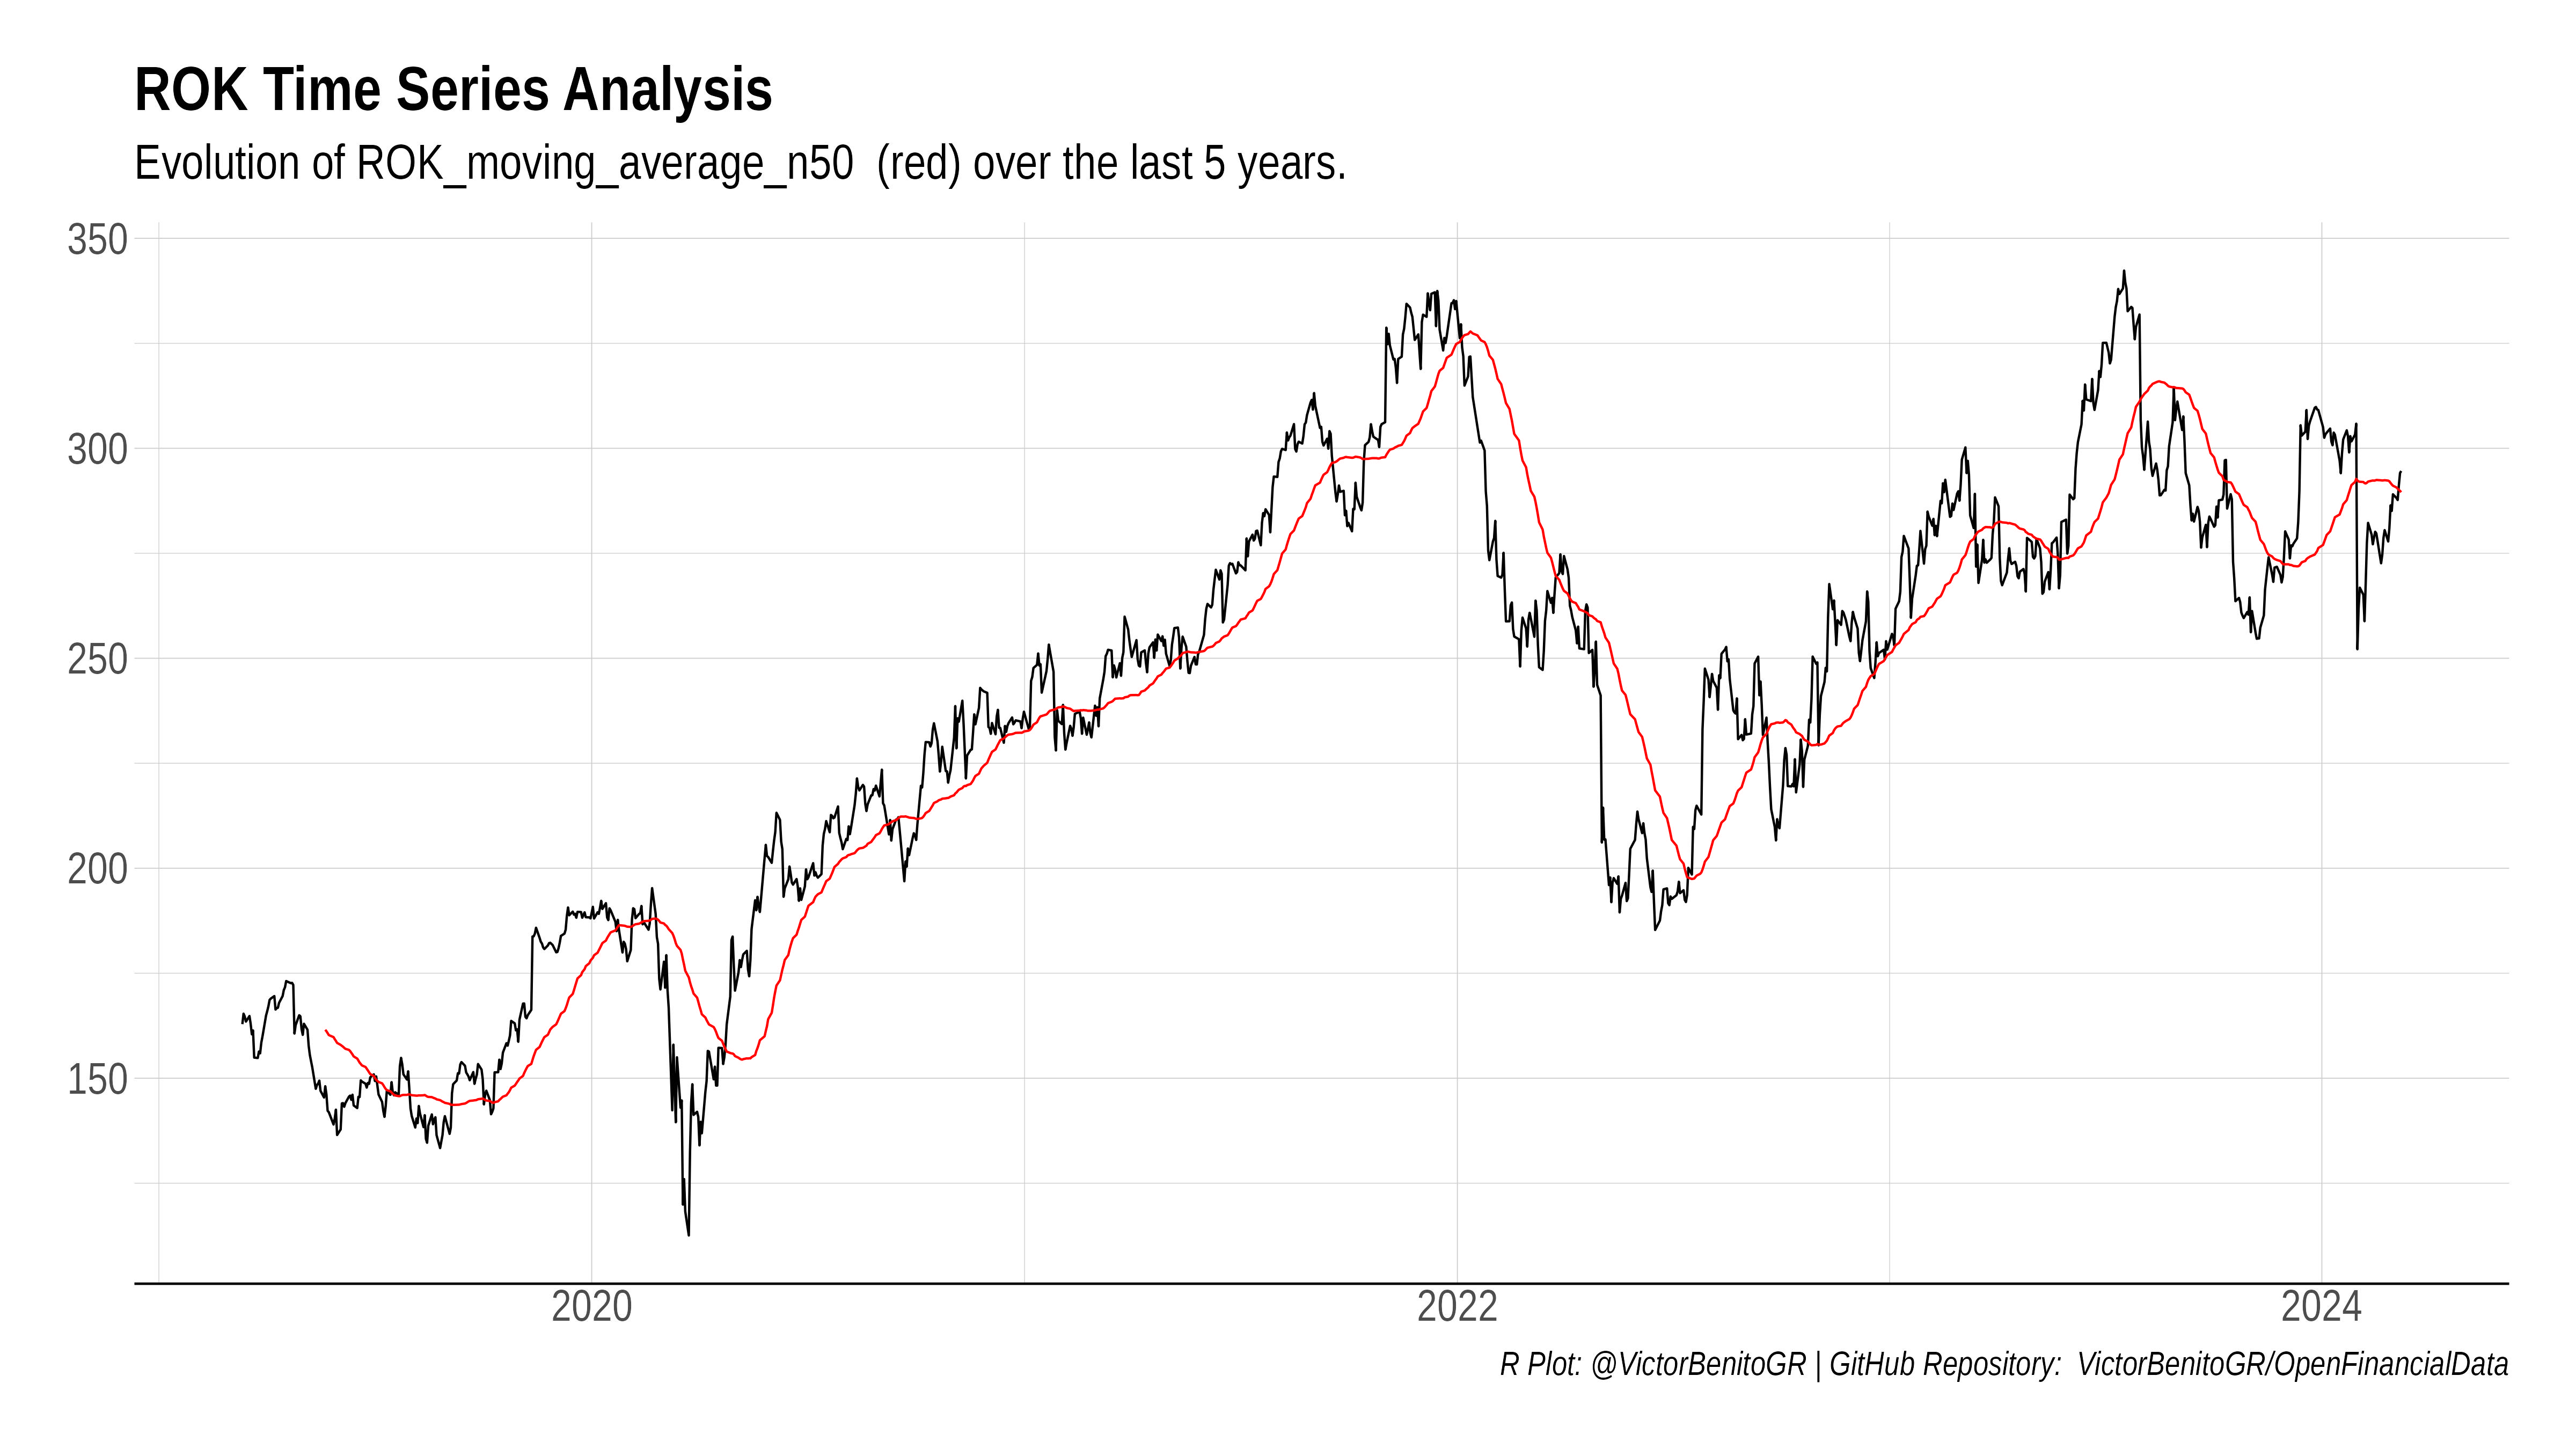 ROK Time Series Analysis
Evolution of ROK_moving_average_n50  (red) over the last 5 years.
350
300
250
200
150
2020
2022
2024
R Plot: @VictorBenitoGR | GitHub Repository:  VictorBenitoGR/OpenFinancialData